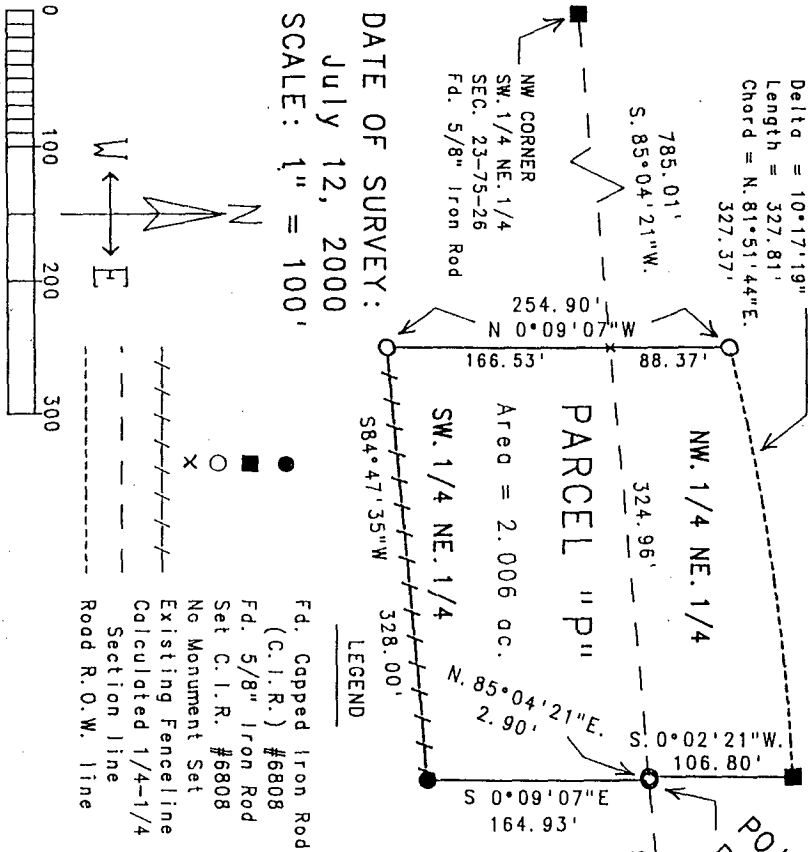 Delta = 10°17'19"
Length = 327.81'
Chord = N.81°51'44"E.
327.37'
785.01'
S. 85°04'21"W.
NW CORNER
SW. 1/4 NE. 1/4
SEC. 23-75-26
Fd. 5/8" Iron Rod
254.90'
N 0°09'07"W
166.53'
88.37'
NW. 1/4 NE. 1/4
324.96'
PARCEL "P"
Area = 2.006 ac.
SW. 1/4 NE. 1/4
S84°47'35"W
328.00'
N. 85°04'21"E.
2.90'
S. 0°02'21"W.
106.80'
S 0°09'07"E
164.93'
DATE OF SURVEY:
July 12, 2000
SCALE: 1" = 100'
N
W
E
0
100
200
300
LEGEND
Fd. Capped Iron Rod
(C.I.R.) #6808
Fd. 5/8" Iron Rod
Set C.I.R. #6808
No Monument Set
Existing Fenceline
Calculated 1/4-1/4
Section line
Road R.O.W. line